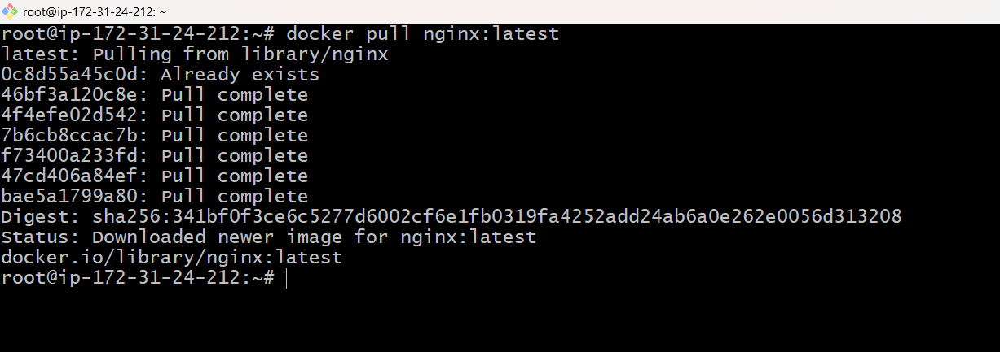 root@ip-172-31-24-212: ~
root@ip-172-31-24-212:~# docker pull nginx:latest
latest: Pulling from library/nginx
0c8d55a45c0d: Already exists
46bf3a120c8e: Pull complete
4f4efe02d542: Pull complete
7b6cb8ccac7b: Pull complete
f73400a233fd: Pull complete
47cd406a84ef: Pull complete
bae5a1799a80: Pull complete
Digest: sha256:341bf0f3ce6c5277d6002cf6e1fb0319fa4252add24ab6a0e262e0056d313208
Status: Downloaded newer image for nginx:latest
docker.io/library/nginx:latest
root@ip-172-31-24-212:~#